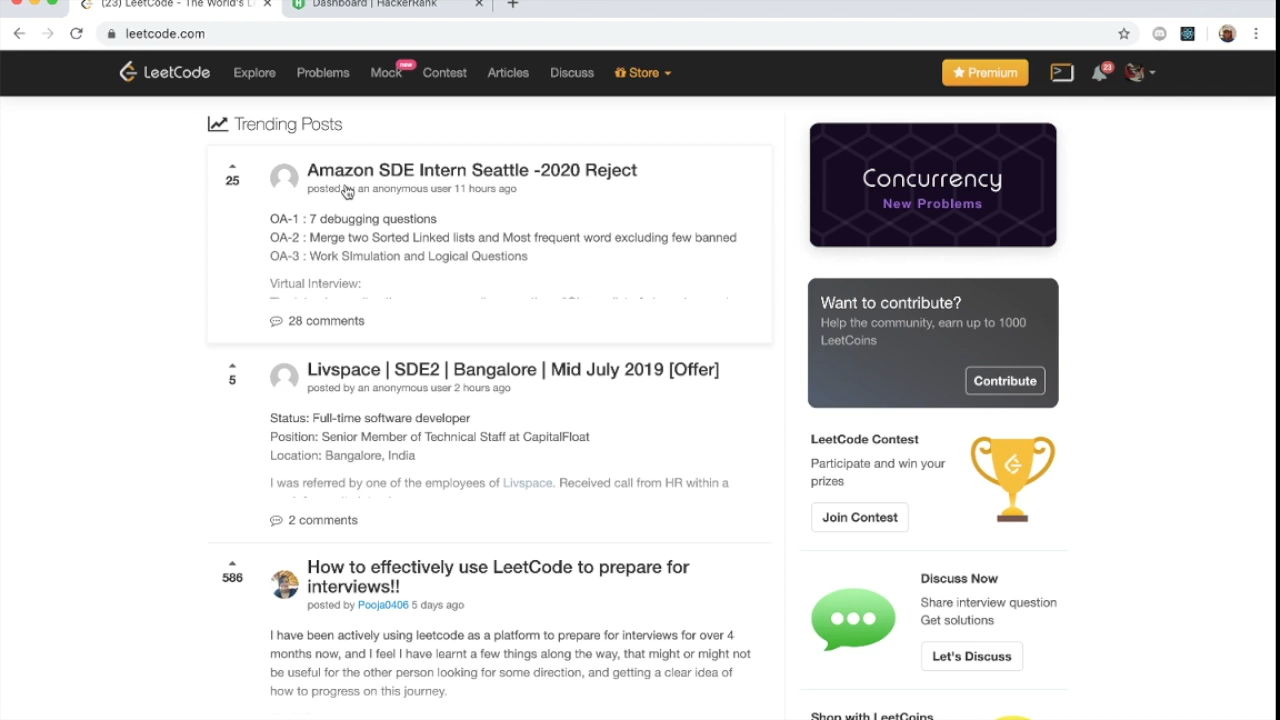 (23) LeetCode - The World's L
Dashboard | HackerRank
leetcode.com
LeetCode
Explore
Problems
Mock
new
Contest
Articles
Discuss
Store
Premium
23
Trending Posts
25
Amazon SDE Intern Seattle -2020 Reject
posted an anonymous user 11 hours ago
OA-1 : 7 debugging questions
OA-2 : Merge two Sorted Linked lists and Most frequent word excluding few banned
OA-3 : Work SImulation and Logical Questions
Virtual Interview:
28 comments
5
Livspace | SDE2 | Bangalore | Mid July 2019 [Offer]
posted by an anonymous user 2 hours ago
Status: Full-time software developer
Position: Senior Member of Technical Staff at CapitalFloat
Location: Bangalore, India
I was referred by one of the employees of Livspace. Received call from HR within a
2 comments
586
How to effectively use LeetCode to prepare for
interviews!!
posted by Pooja0406 5 days ago
I have been actively using leetcode as a platform to prepare for interviews for over 4
months now, and I feel I have learnt a few things along the way, that might or might not
be useful for the other person looking for some direction, and getting a clear idea of
how to progress on this journey.
Concurrency
New Problems
Want to contribute?
Help the community, earn up to 1000
LeetCoins
Contribute
LeetCode Contest
Participate and win your
prizes
Join Contest
Discuss Now
Share interview question
Get solutions
Let's Discuss
Shop with LeetCoins